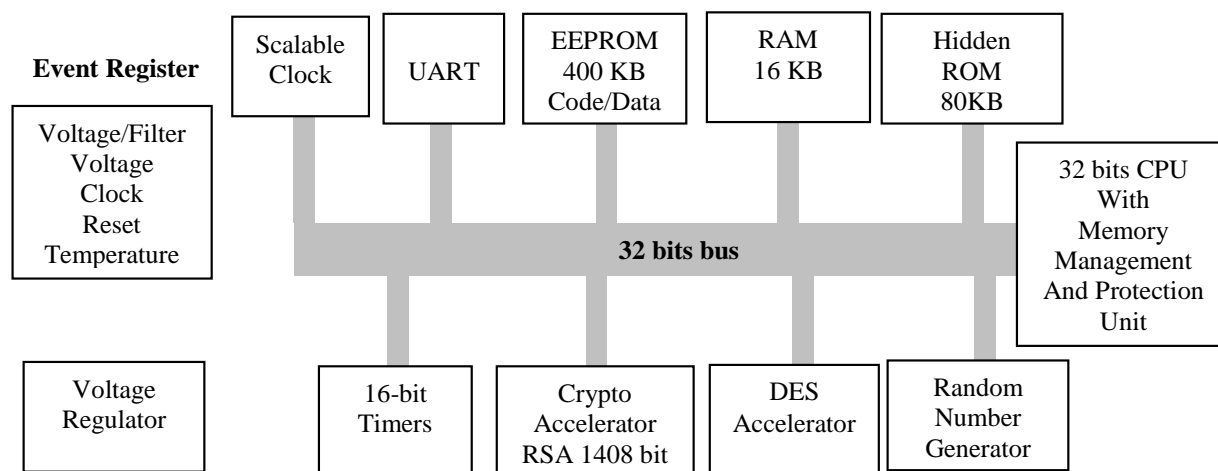 Event Register
Voltage/Filter
Voltage
Clock
Reset
Temperature
Scalable
Clock
UART
EEPROM
400 KB
Code/Data
RAM
16 KB
Hidden
ROM
80KB
32 bits CPU
With
Memory
Management
And Protection
Unit
32 bits bus
Voltage
Regulator
16-bit
Timers
Crypto
Accelerator
RSA 1408 bit
DES
Accelerator
Random
Number
Generator